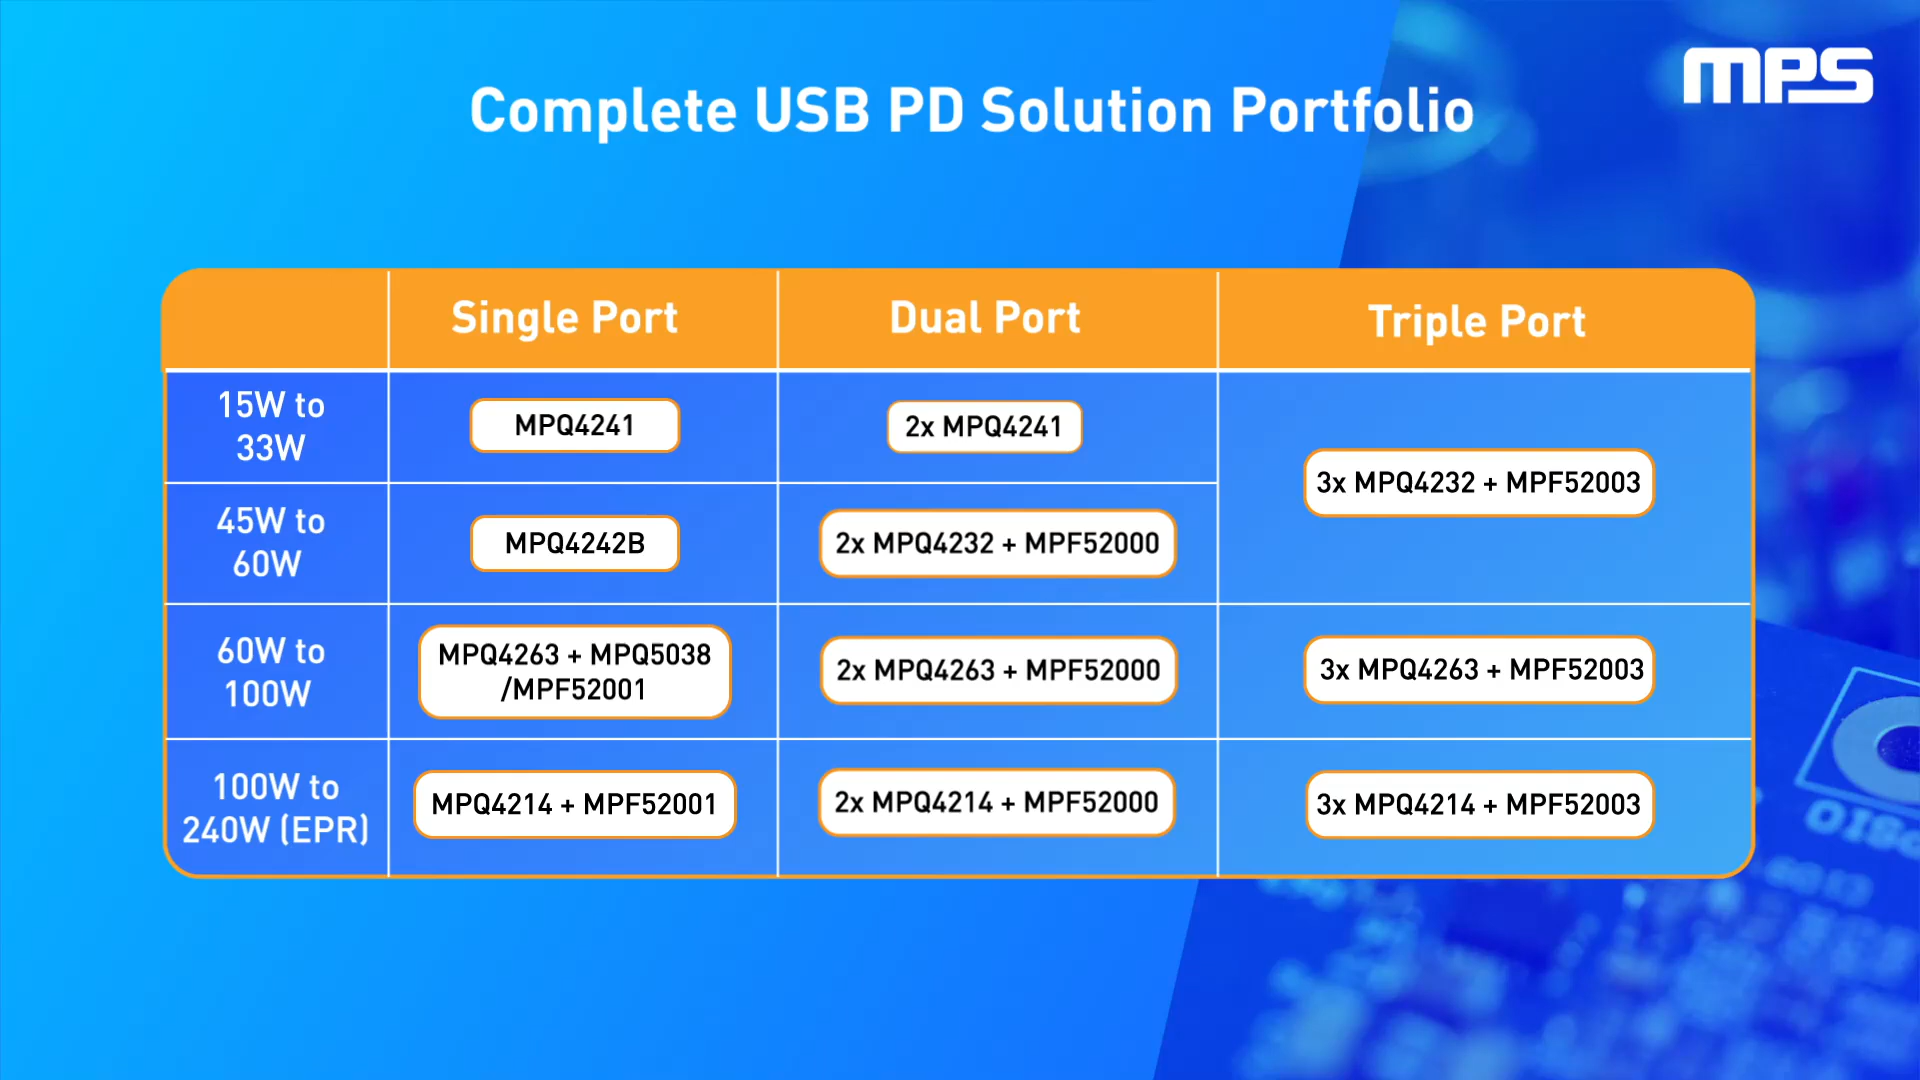 MPS
Complete USB PD Solution Portfolio
Single Port
Dual Port
Triple Port
15W to
33W
MPQ4241
2x MPQ4241
3x MPQ4232 + MPF52003
45W to
60W
MPQ4242B
2x MPQ4232 + MPF52000
60W to
100W
MPQ4263 + MPQ5038
/MPF52001
2x MPQ4263 + MPF52000
3x MPQ4263 + MPF52003
100W to
240W (EPR)
MPQ4214 + MPF52001
2x MPQ4214 + MPF52000
3x MPQ4214 + MPF52003